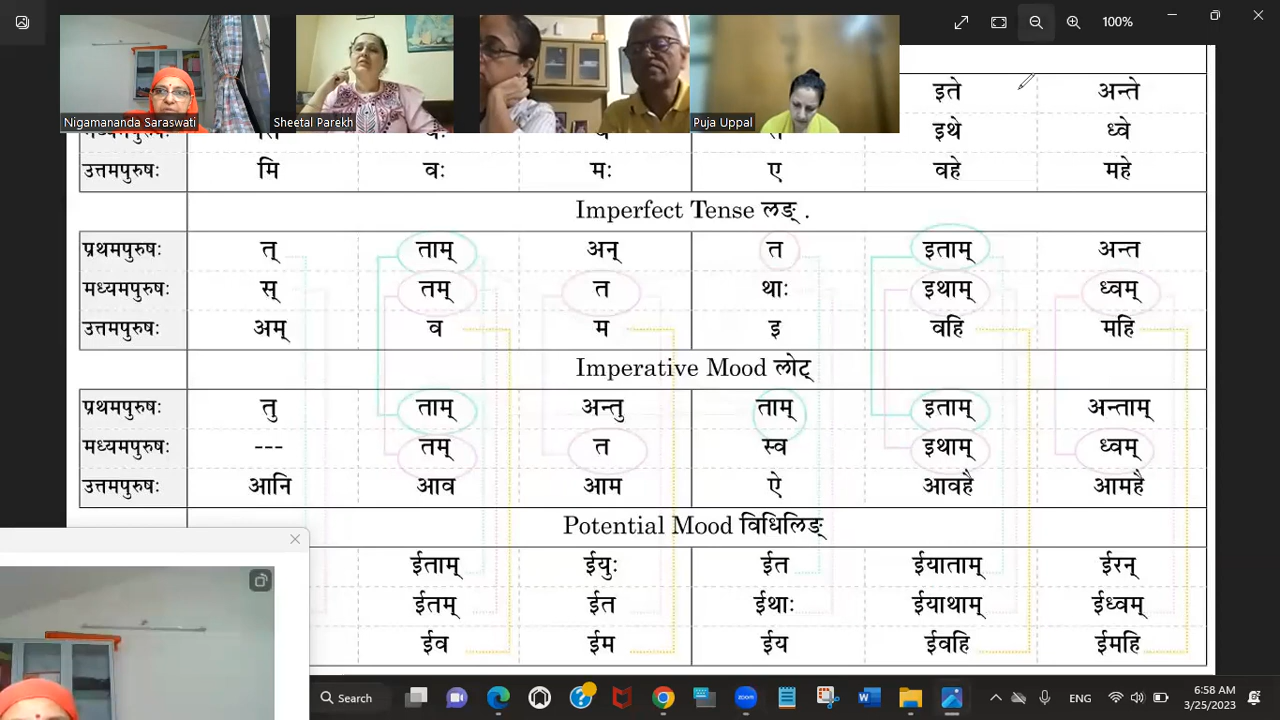 100%
Nigamananda Saraswati
Sheetal Parekh
Puja Uppal
इते अन्ते
इथे ध्वे
उत्तमपुरुषः मि वः मः ए वहे महे
Imperfect Tense लङ् .
प्रथमपुरुषः त् ताम् अन् त इताम् अन्त
मध्यमपुरुषः स् तम् त थाः इथाम् ध्वम्
उत्तमपुरुषः अम् व म इ वहि महि
Imperative Mood लोट्
प्रथमपुरुषः तु ताम् अन्तु ताम् इताम् अन्ताम्
मध्यमपुरुषः --- तम् त स्व इथाम् ध्वम्
उत्तमपुरुषः आनि आव आम ऐ आवहै आमहै
Potential Mood विधिलिङ्
ईताम् ईयुः ईत ईयाताम् ईरन्
ईतम् ईत ईथाः ईयाथाम् ईध्वम्
ईव ईम ईय ईवहि ईमहि
Search
ENG
6:58 AM
3/25/2023